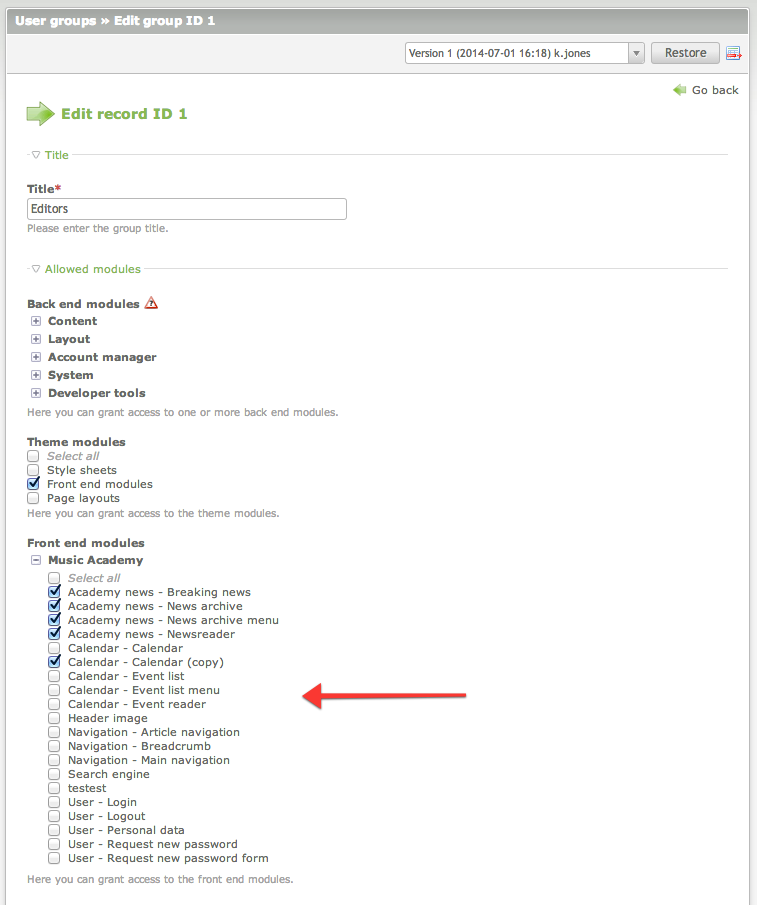 User groups » Edit group ID 1
Version 1 (2014-07-01 16:18) k.jones
Restore
Go back
Edit record ID 1
Title
Title*
Editors
Please enter the group title.
Allowed modules
Back end modules
Content
Layout
Account manager
System
Developer tools
Here you can grant access to one or more back end modules.
Theme modules
Select all
Style sheets
Front end modules
Page layouts
Here you can grant access to the theme modules.
Front end modules
Music Academy
Select all
Academy news - Breaking news
Academy news - News archive
Academy news - News archive menu
Academy news - Newsreader
Calendar - Calendar
Calendar - Calendar (copy)
Calendar - Event list
Calendar - Event list menu
Calendar - Event reader
Header image
Navigation - Article navigation
Navigation - Breadcrumb
Navigation - Main navigation
Search engine
testest
User - Login
User - Logout
User - Personal data
User - Request new password
User - Request new password form
Here you can grant access to the front end modules.